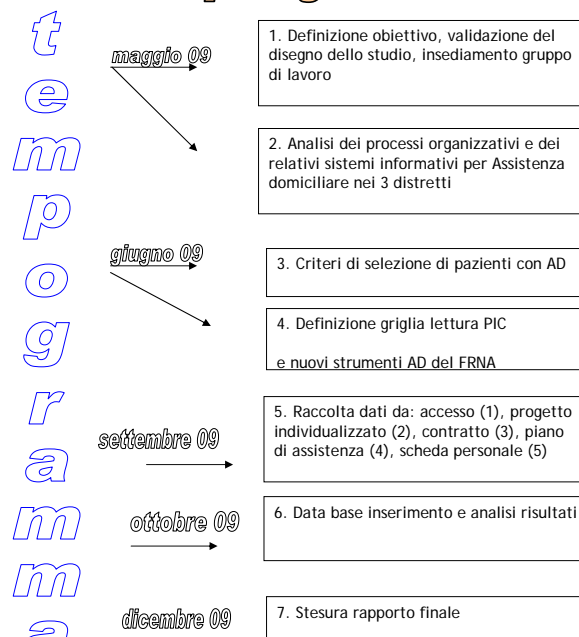 tempogramma
maggio 09
1. Definizione obiettivo, validazione del
disegno dello studio, insediamento gruppo
di lavoro
2. Analisi dei processi organizzativi e dei
relativi sistemi informativi per Assistenza
domiciliare nei 3 distretti
giugno 09
3. Criteri di selezione di pazienti con AD
4. Definizione griglia lettura PIC
e nuovi strumenti AD del FRNA
settembre 09
5. Raccolta dati da: accesso (1), progetto
individualizzato (2), contratto (3), piano
di assistenza (4), scheda personale (5)
ottobre 09
6. Data base inserimento e analisi risultati
dicembre 09
7. Stesura rapporto finale